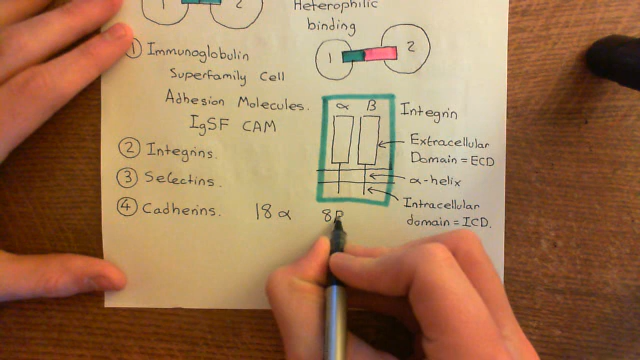 1 2
Heterophilic
binding
1 2
① Immunoglobulin
Superfamily Cell
Adhesion Molecules.
IgSF CAM
② Integrins.
③ Selectins.
④ Cadherins.
α β
Integrin
Extracellular
Domain = ECD
α-helix
Intracellular
domain = ICD.
18 α 8β